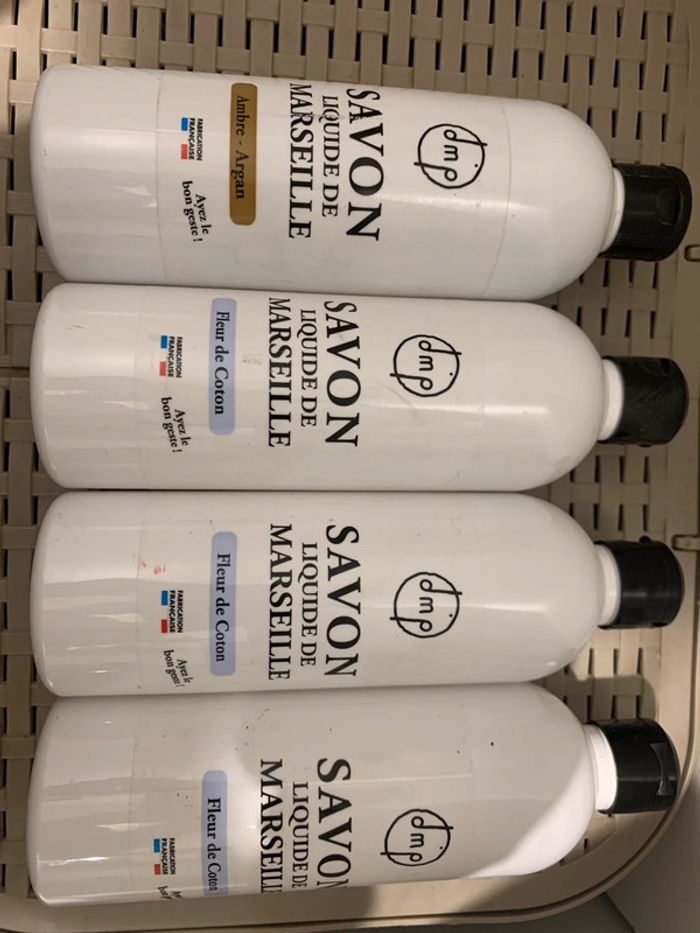 dmp
SAVON
LIQUIDE DE
MARSEILLE
Ambre - Argan
FABRICATION
FRANÇAISE
Ayez le
bon geste !
dmp
SAVON
LIQUIDE DE
MARSEILLE
Fleur de Coton
FABRICATION
FRANÇAISE
Ayez le
bon geste !
dmp
SAVON
LIQUIDE DE
MARSEILLE
Fleur de Coton
FABRICATION
FRANÇAISE
Ayez le
bon geste !
dmp
SAVON
LIQUIDE DE
MARSEILL
Fleur de Coton
FABRICATION
FRANÇAISE